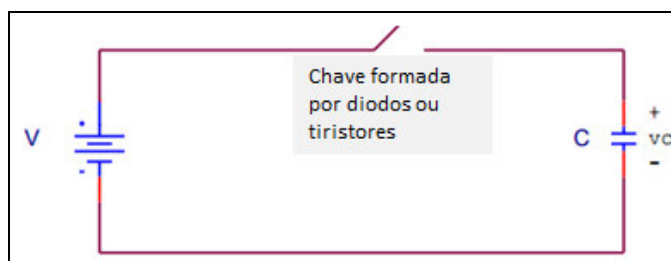 Chave formada
por diodos ou
tiristores
V
C
+
vc
-